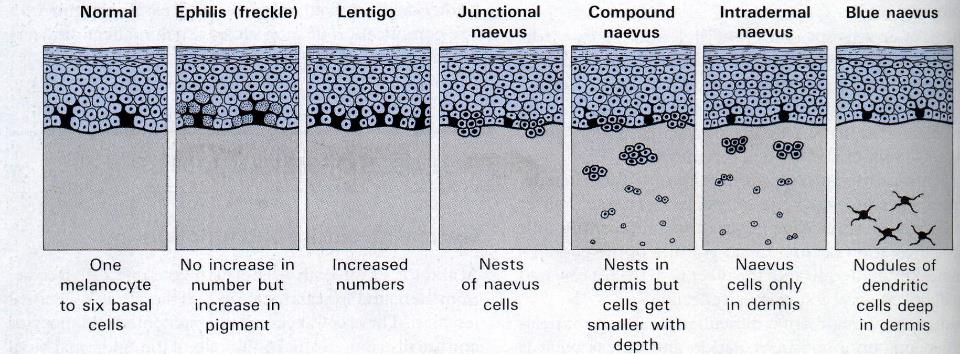 Normal
Ephilis (freckle)
Lentigo
Junctional
naevus
Compound
naevus
Intradermal
naevus
Blue naevus
One
melanocyte
to six basal
cells
No increase in
number but
increase in
pigment
Increased
numbers
Nests
of naevus
cells
Nests in
dermis but
cells get
smaller with
depth
Naevus
cells only
in dermis
Nodules of
dendritic
cells deep
in dermis